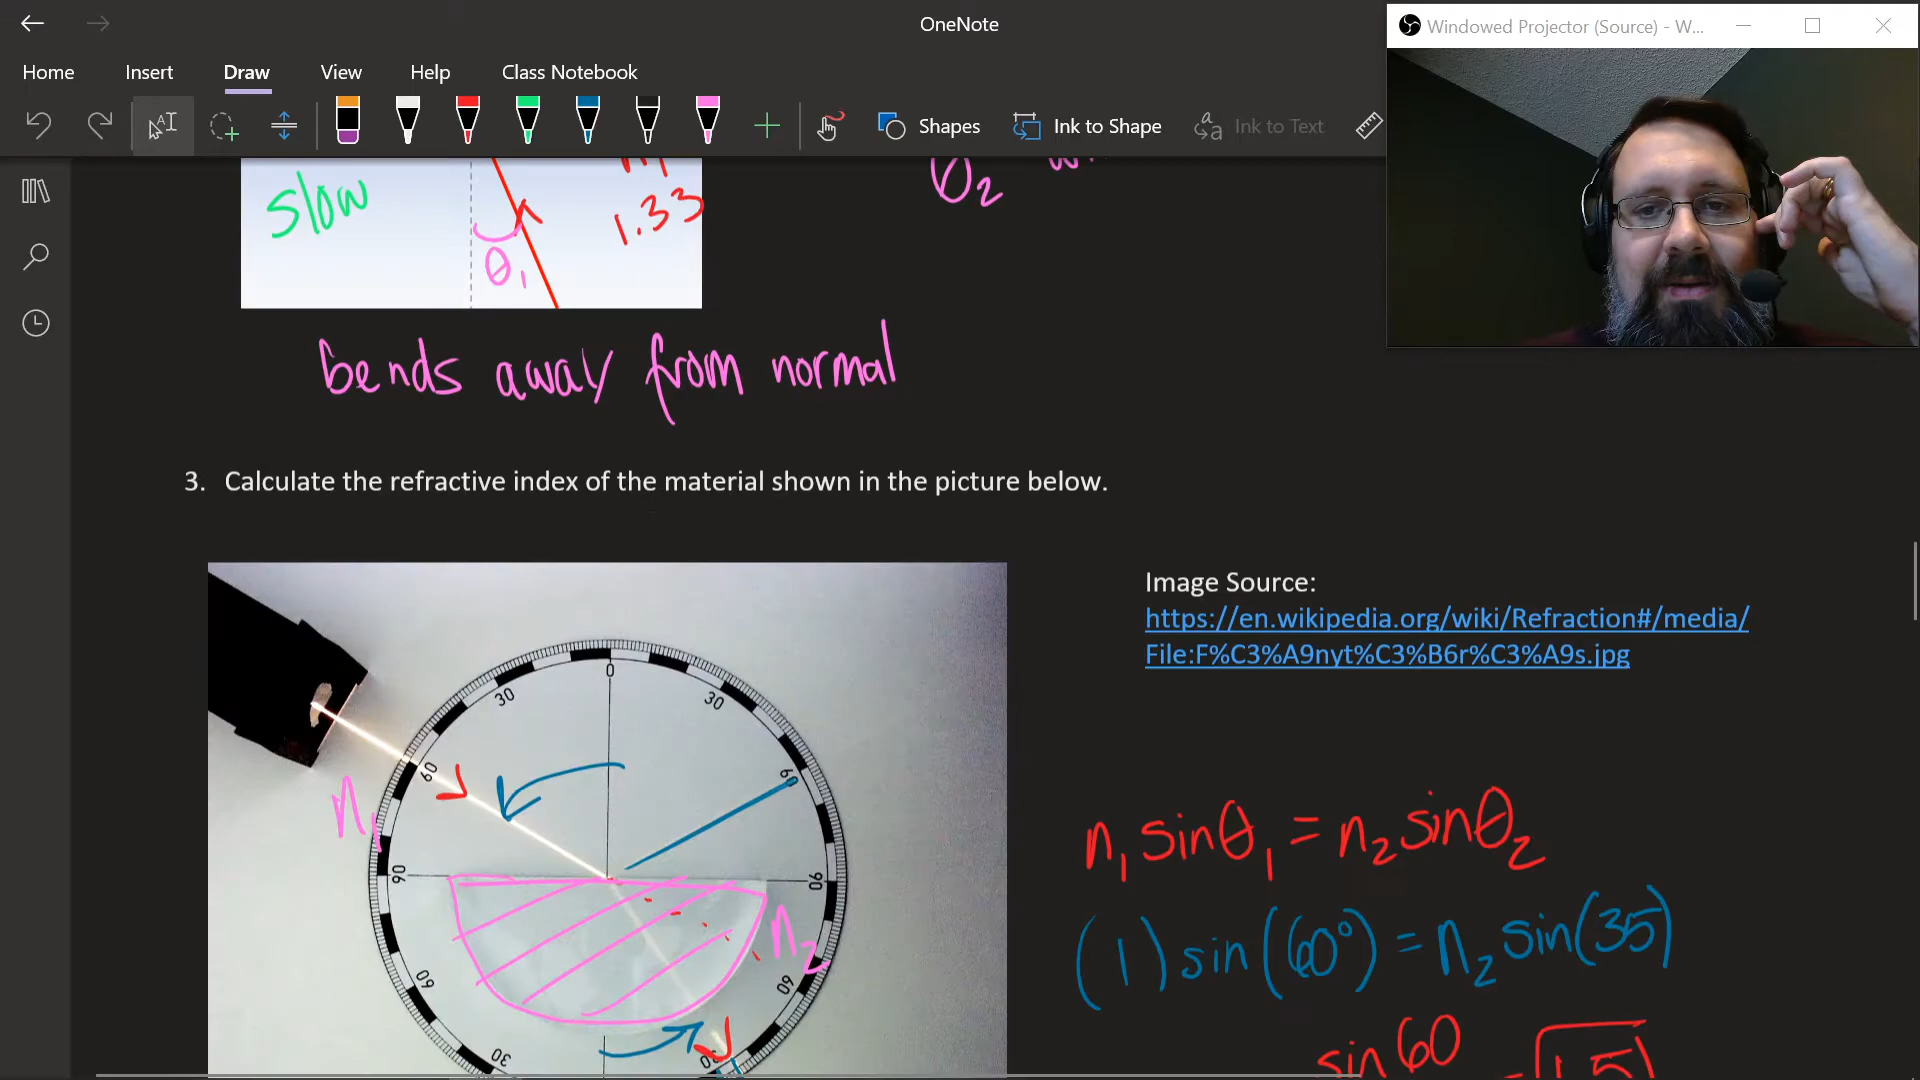 OneNote
Windowed Projector (Source) - W...
Home Insert Draw View Help Class Notebook
Shapes Ink to Shape Ink to Text
slow
1.33
θ₁
θ₂
bends away from normal
3. Calculate the refractive index of the material shown in the picture below.
Image Source:
https://en.wikipedia.org/wiki/Refraction#/media/
File:F%C3%A9nyt%C3%B6r%C3%A9s.jpg
0
30 30
60
90 90
60 60
30
n₁
n₂
n₁ sinθ₁ = n₂ sinθ₂
(1) sin(60°) = n₂ sin(35)
sin 60